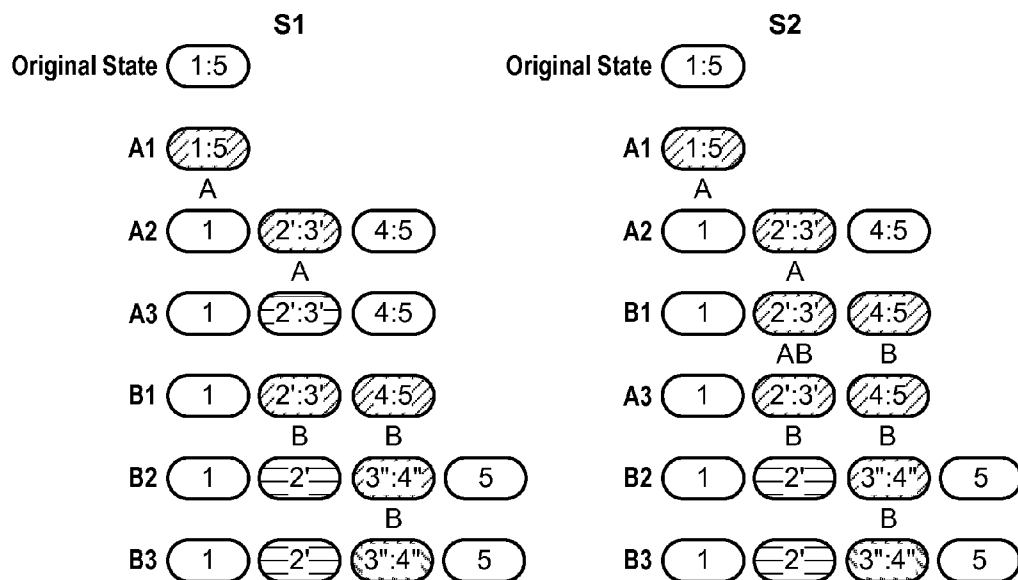 S1 S2
Original State 1:5 Original State 1:5
A1 1:5 A1 1:5
A A
A2 1 2':3' 4:5 A2 1 2':3' 4:5
A A
A3 1 2':3' 4:5 B1 1 2':3' 4:5
AB B
B1 1 2':3' 4:5 A3 1 2':3' 4:5
B B B B
B2 1 2' 3":4" 5 B2 1 2' 3":4" 5
B B
B3 1 2' 3":4" 5 B3 1 2' 3":4" 5